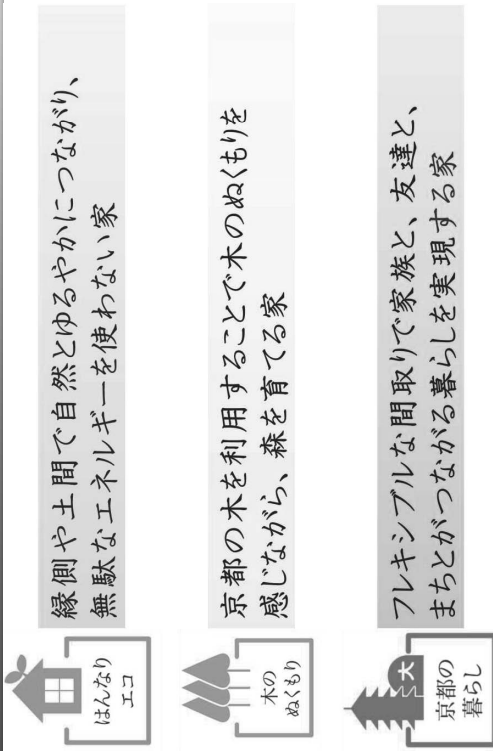 はんなり
エコ
縁側や土間で自然とゆるやかにつながり、
無駄なエネルギーを使わない家
木の
ぬくもり
京都の木を利用することで木のぬくもりを
感じながら、森を育てる家
大
京都の
暮らし
フレキシブルな間取りで家族と、友達と、
まちとがつながる暮らしを実現する家